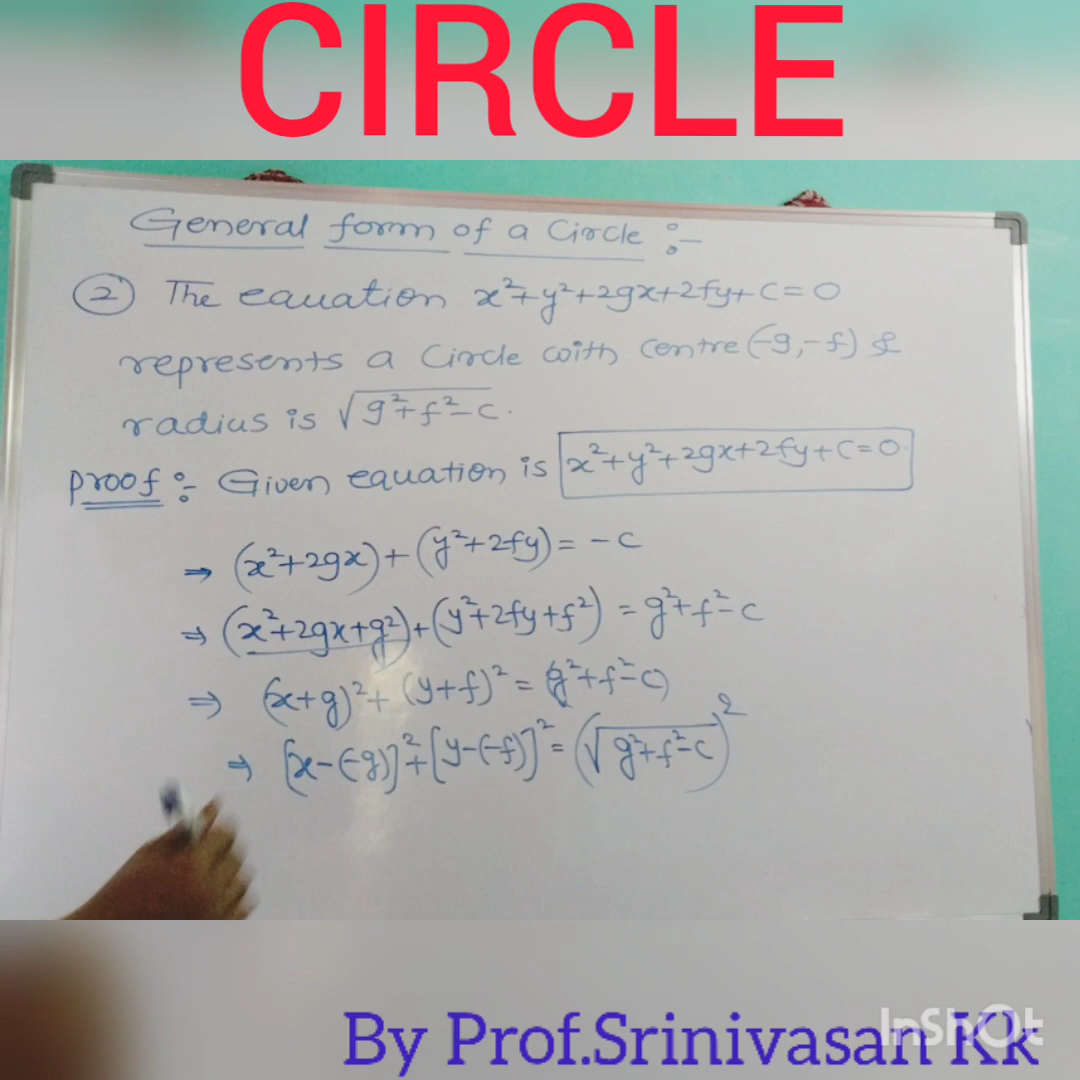 CIRCLE
General form of a Circle :-
② The equation x²+y²+2gx+2fy+c=0
represents a Circle with centre (-g,-f) &
radius is √g²+f²-c.
Proof :- Given equation is x²+y²+2gx+2fy+c=0.
⇒ (x²+2gx)+(y²+2fy)= -c
⇒ (x²+2gx+g²)+(y²+2fy+f²) = g²+f²-c
⇒ (x+g)²+ (y+f)² = (g²+f²-c)
⇒ [x-(-g)]²+[y-(-f)]² = (√g²+f²-c)²
By Prof.Srinivasan Kk
InShOt